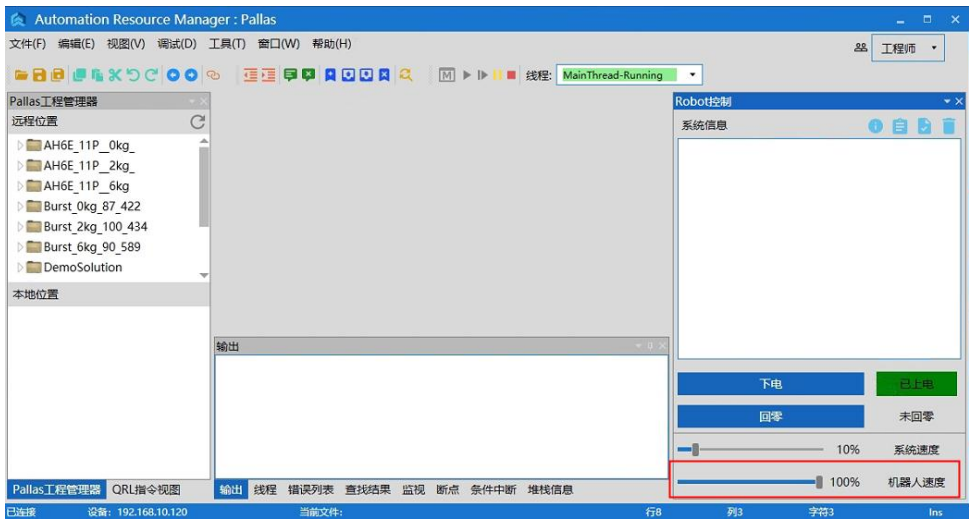 Automation Resource Manager : Pallas
文件(F) 编辑(E) 视图(V) 调试(D) 工具(T) 窗口(W) 帮助(H)
工程师
M 线程: MainThread-Running
Pallas工程管理器
远程位置
AH6E_11P__0kg_
AH6E_11P__2kg_
AH6E_11P__6kg
Burst_0kg_87_422
Burst_2kg_100_434
Burst_6kg_90_589
DemoSolution
本地位置
输出
Robot控制
系统信息
下电 已上电
回零 未回零
10% 系统速度
100% 机器人速度
Pallas工程管理器 QRL指令视图
输出 线程 错误列表 查找结果 监视 断点 条件中断 堆栈信息
已连接 设备: 192.168.10.120 当前文件: 行8 列3 字符3 Ins